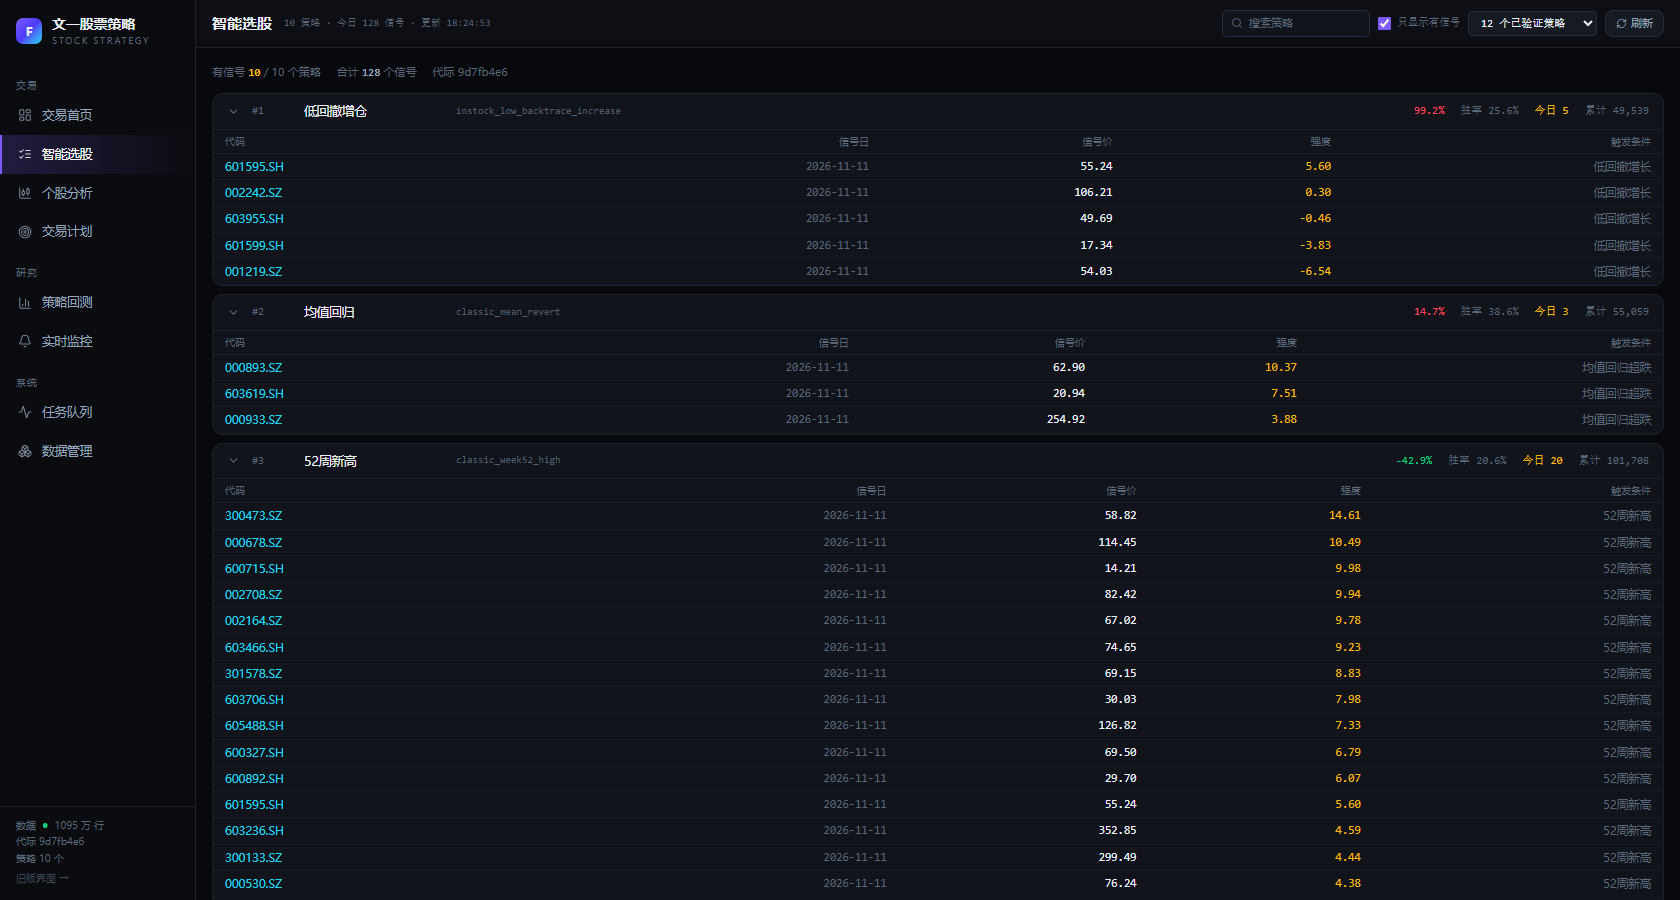 F 文一股票策略
STOCK STRATEGY
交易
交易首页
智能选股
个股分析
交易计划
研究
策略回测
实时监控
系统
任务队列
数据管理
数据 ● 1095 万 行
代际 9d7fb4e6
策略 10 个
旧版界面 →
智能选股 10 策略 · 今日 128 信号 · 更新 18:24:53 搜索策略 只显示有信号 12 个已验证策略 刷新
有信号 10 / 10 个策略 合计 128 个信号 代际 9d7fb4e6
#1 低回撤增仓 instock_low_backtrace_increase 99.2% 胜率 25.6% 今日 5 累计 49,539
代码 信号日 信号价 强度 触发条件
601595.SH 2026-11-11 55.24 5.60 低回撤增长
002242.SZ 2026-11-11 106.21 0.30 低回撤增长
603955.SH 2026-11-11 49.69 -0.46 低回撤增长
601599.SH 2026-11-11 17.34 -3.83 低回撤增长
001219.SZ 2026-11-11 54.03 -6.54 低回撤增长
#2 均值回归 classic_mean_revert 14.7% 胜率 38.6% 今日 3 累计 55,059
代码 信号日 信号价 强度 触发条件
000893.SZ 2026-11-11 62.90 10.37 均值回归超跌
603619.SH 2026-11-11 20.94 7.51 均值回归超跌
000933.SZ 2026-11-11 254.92 3.88 均值回归超跌
#3 52周新高 classic_week52_high -42.9% 胜率 20.6% 今日 20 累计 101,708
代码 信号日 信号价 强度 触发条件
300473.SZ 2026-11-11 58.82 14.61 52周新高
000678.SZ 2026-11-11 114.45 10.49 52周新高
600715.SH 2026-11-11 14.21 9.98 52周新高
002708.SZ 2026-11-11 82.42 9.94 52周新高
002164.SZ 2026-11-11 67.02 9.78 52周新高
603466.SH 2026-11-11 74.65 9.23 52周新高
301578.SZ 2026-11-11 69.15 8.83 52周新高
603706.SH 2026-11-11 30.03 7.98 52周新高
605488.SH 2026-11-11 126.82 7.33 52周新高
600327.SH 2026-11-11 69.50 6.79 52周新高
600892.SH 2026-11-11 29.70 6.07 52周新高
601595.SH 2026-11-11 55.24 5.60 52周新高
603236.SH 2026-11-11 352.85 4.59 52周新高
300133.SZ 2026-11-11 299.49 4.44 52周新高
000530.SZ 2026-11-11 76.24 4.38 52周新高